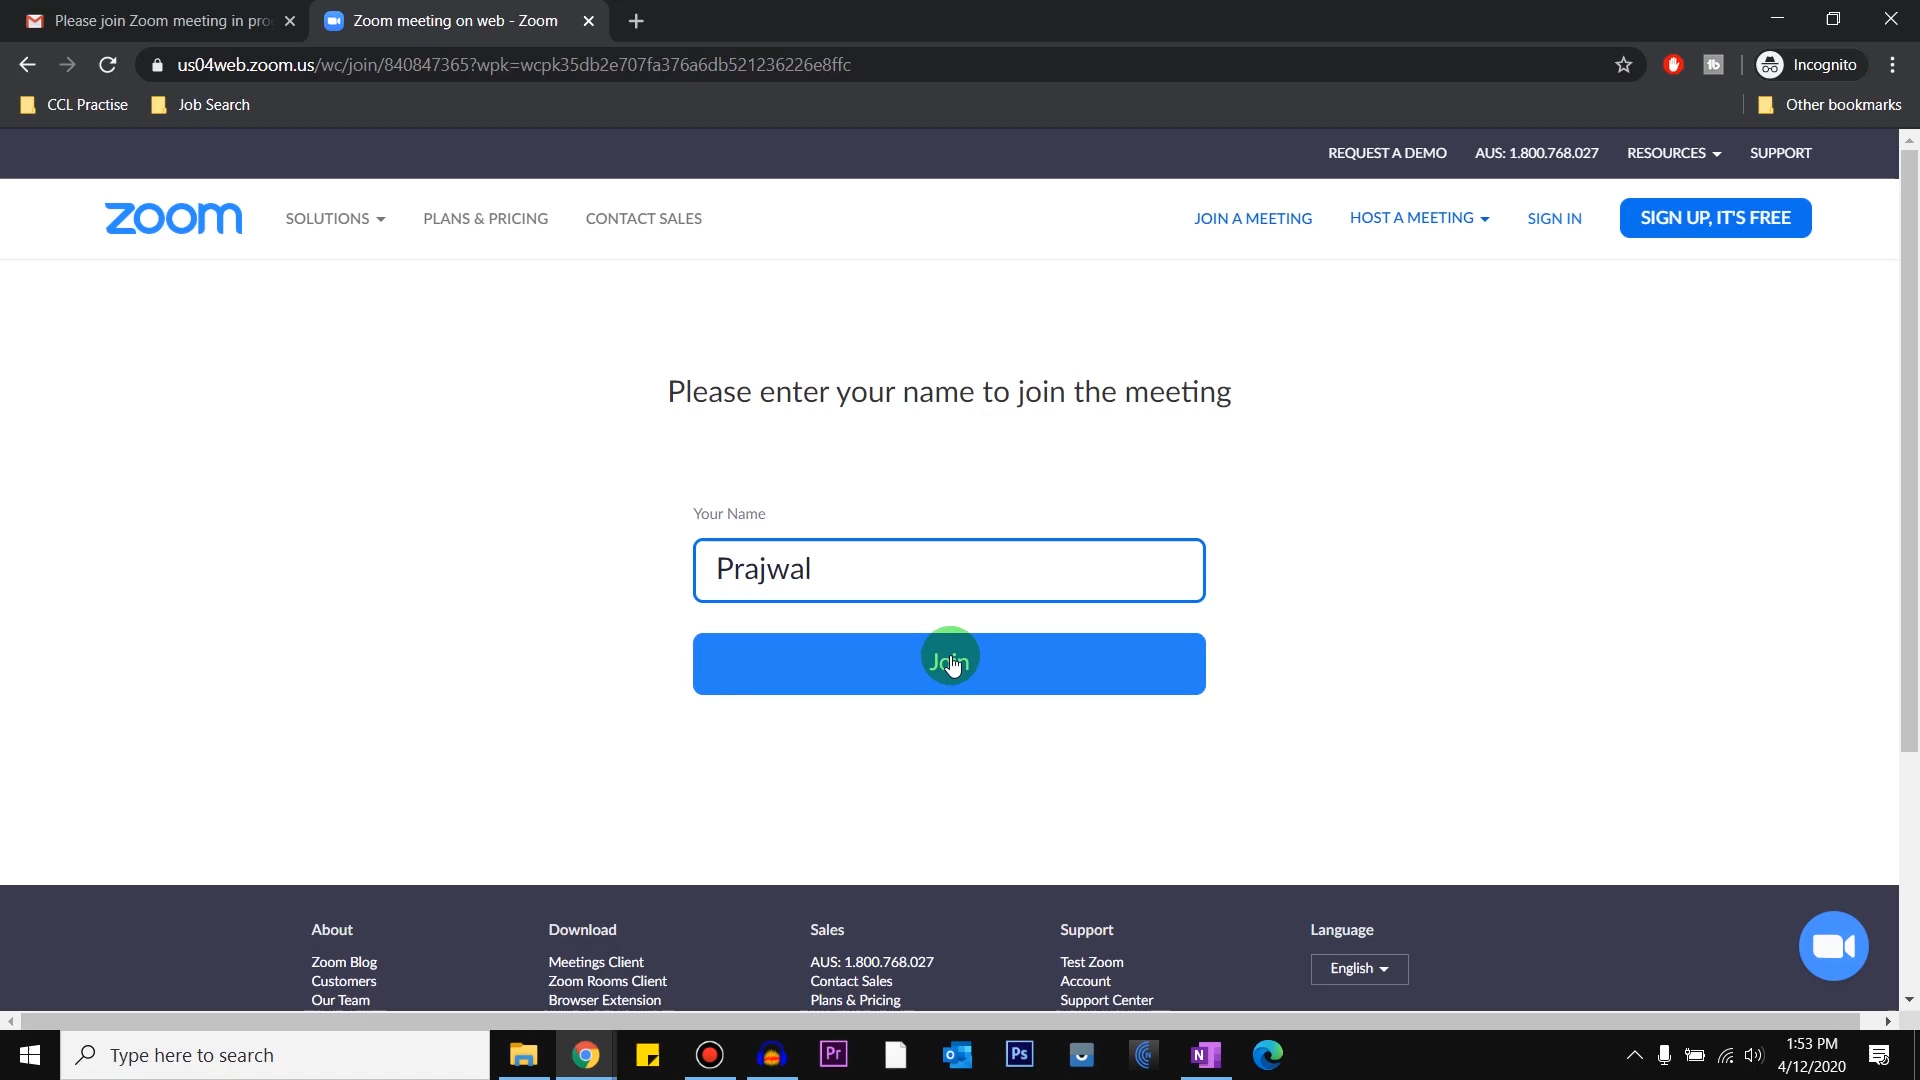 Please join Zoom meeting in pro
Zoom meeting on web - Zoom
us04web.zoom.us/wc/join/840847365?wpk=wcpk35db2e707fa376a6db521236226e8ffc
Incognito
CCL Practise
Job Search
Other bookmarks
REQUEST A DEMO
AUS: 1.800.768.027
RESOURCES
SUPPORT
zoom
SOLUTIONS
PLANS & PRICING
CONTACT SALES
JOIN A MEETING
HOST A MEETING
SIGN IN
SIGN UP, IT'S FREE
Please enter your name to join the meeting
Your Name
Prajwal
Join
About
Download
Sales
Support
Language
Zoom Blog
Meetings Client
AUS: 1.800.768.027
Test Zoom
English
Customers
Zoom Rooms Client
Contact Sales
Account
Our Team
Browser Extension
Plans & Pricing
Support Center
Type here to search
Pr
Ps
N
1:53 PM
4/12/2020